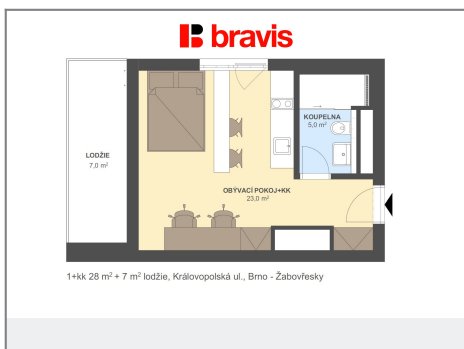 bravis
KOUPELNA
5,0 m²
LODŽIE
7,0 m²
OBÝVACÍ POKOJ+KK
23,0 m²
1+kk 28 m² + 7 m² lodžie, Královopolská ul., Brno - Žabovřesky